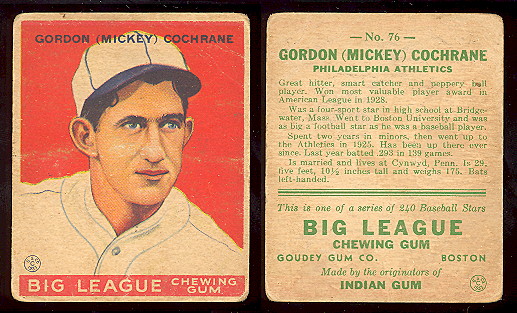 GORDON (MICKEY) COCHRANE
BIG LEAGUE CHEWING GUM
— No. 76 —
GORDON (MICKEY) COCHRANE
PHILADELPHIA ATHLETICS
Great hitter, smart catcher and peppery ball
player. Won most valuable player award in
American League in 1928.
Was a four-sport star in high school at Bridge-
water, Mass. Went to Boston University and was
as big a football star as he was a baseball player.
Spent two years in minors, then went up to
the Athletics in 1925. Has been up there ever
since. Last year batted .293 in 139 games.
Is married and lives at Cynwyd, Penn. Is 29,
five feet, 10½ inches tall and weighs 175. Bats
left-handed.
This is one of a series of 240 Baseball Stars
BIG LEAGUE
CHEWING GUM
GOUDEY GUM CO. BOSTON
Made by the originators of
INDIAN GUM